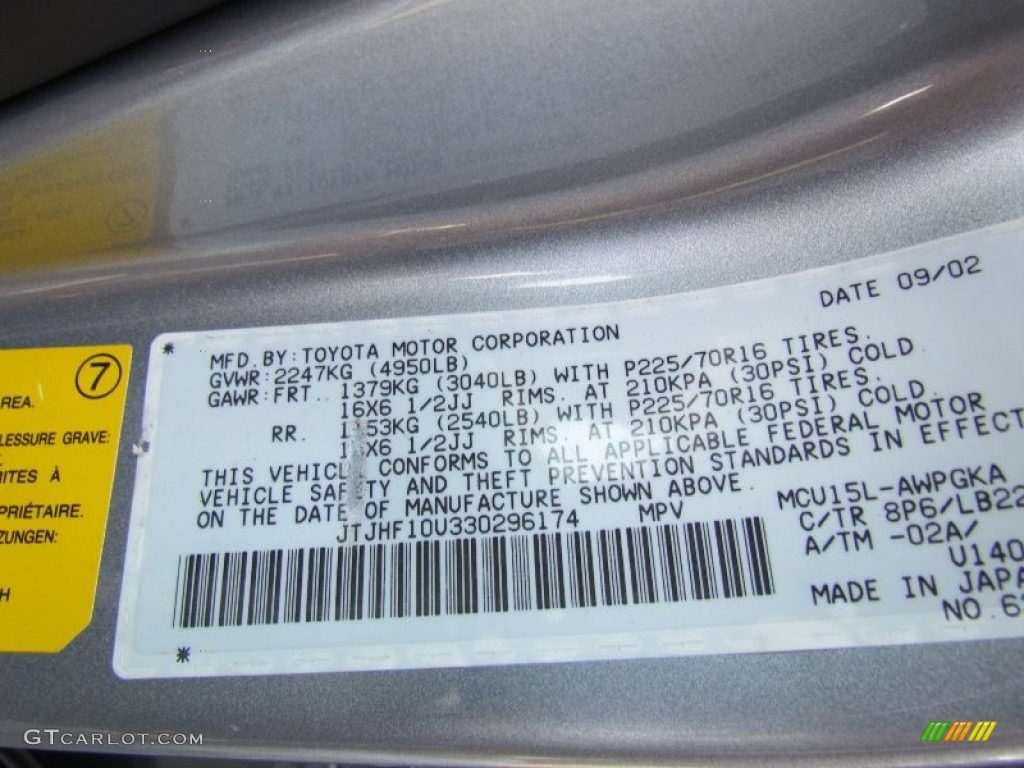 DATE 09/02
MFD. BY: TOYOTA MOTOR CORPORATION
GVWR: 2247KG (4950LB)
GAWR: FRT. 1379KG (3040LB) WITH P225/70R16 TIRES.
16X6 1/2JJ RIMS. AT 210KPA (30PSI) COLD
RR. (2540LB) WITH P225/70R16 TIRES.
1/2JJ RIMS. AT 210KPA (30PSI) COLD.
THIS CONFORMS TO ALL APPLICABLE FEDERAL MOTOR
VEHICLE SAFETY AND THEFT PREVENTION STANDARDS IN EFFECT
ON THE DATE OF MANUFACTURE SHOWN ABOVE.
JTJHF10U330296174 MPV
MCU15L-AWPGKA
C/TR 8P6/LB22
A/TM -02A/
U140
MADE IN JAPA
NO.
7
REA.
LESSURE GRAVE:
ITES À
PRIÉTAIRE.
ZUNGEN:
H
GTCARLOT.COM